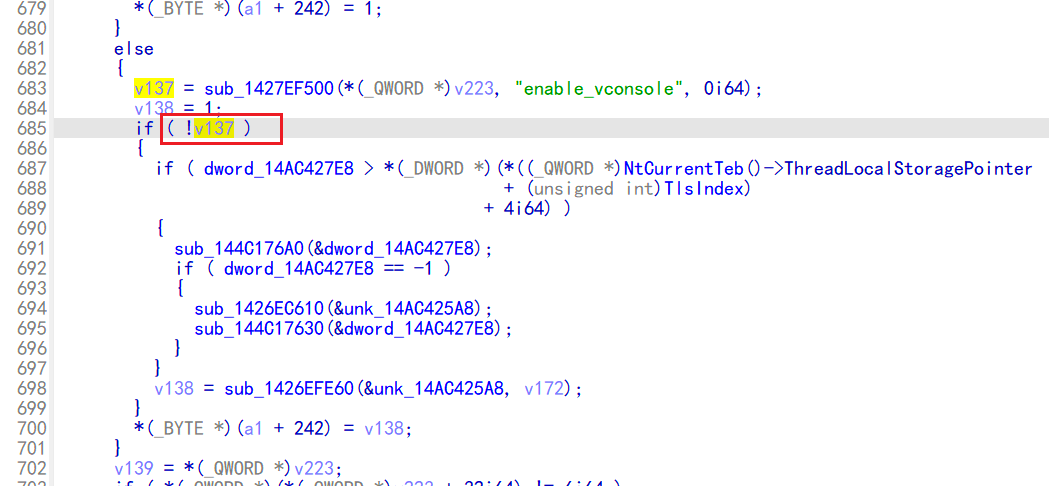 679 *(_BYTE *)(a1 + 242) = 1;
680 }
681 else
682 {
683 v137 = sub_1427EF500(*(_QWORD *)v223, "enable_vconsole", 0i64);
684 v138 = 1;
685 if ( !v137 )
686 {
687 if ( dword_14AC427E8 > *(_DWORD *)(*((_QWORD *)NtCurrentTeb()->ThreadLocalStoragePointer
688 + (unsigned int)TlsIndex)
689 + 4i64) )
690 {
691 sub_144C176A0(&dword_14AC427E8);
692 if ( dword_14AC427E8 == -1 )
693 {
694 sub_1426EC610(&unk_14AC425A8);
695 sub_144C17630(&dword_14AC427E8);
696 }
697 }
698 v138 = sub_1426EFE60(&unk_14AC425A8, v172);
699 }
700 *(_BYTE *)(a1 + 242) = v138;
701 }
702 v139 = *(_QWORD *)v223;